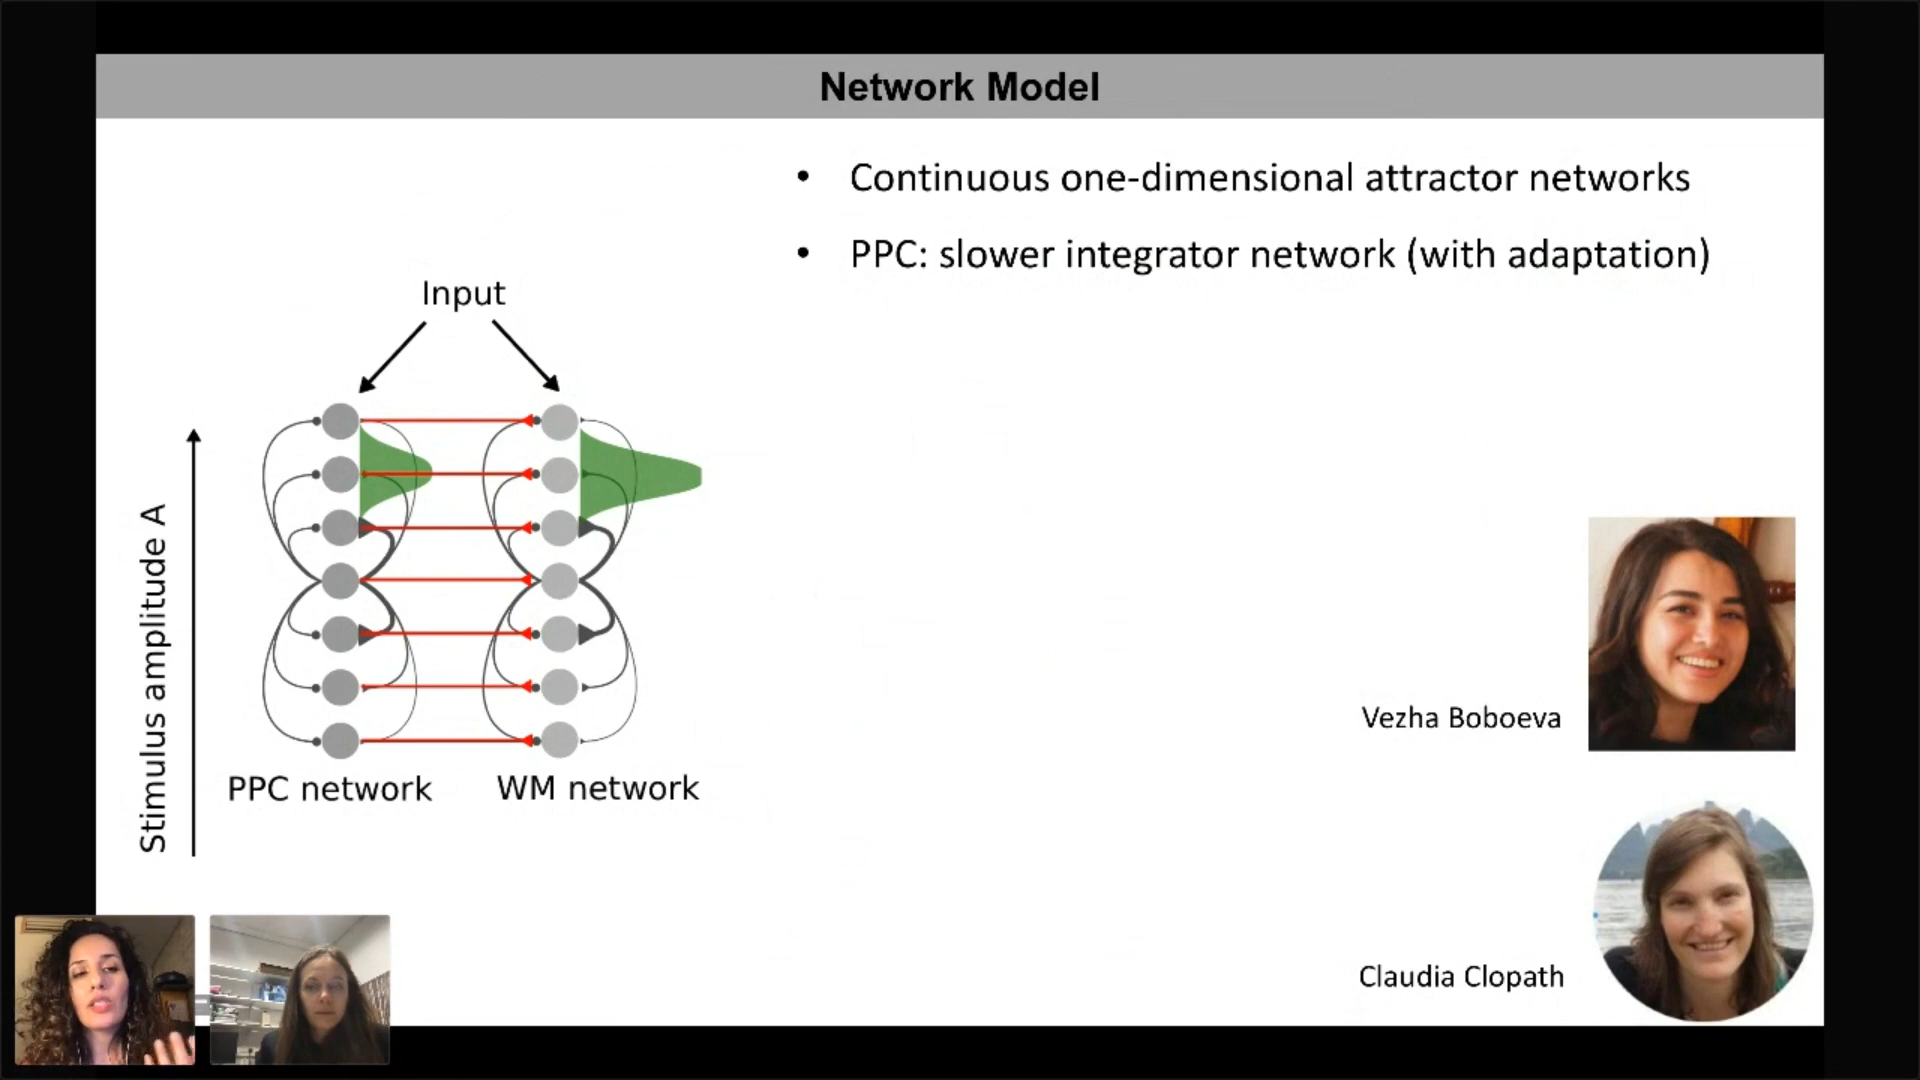 Network Model
• Continuous one-dimensional attractor networks
• PPC: slower integrator network (with adaptation)
Input
Stimulus amplitude A
PPC network
WM network
Vezha Boboeva
Claudia Clopath